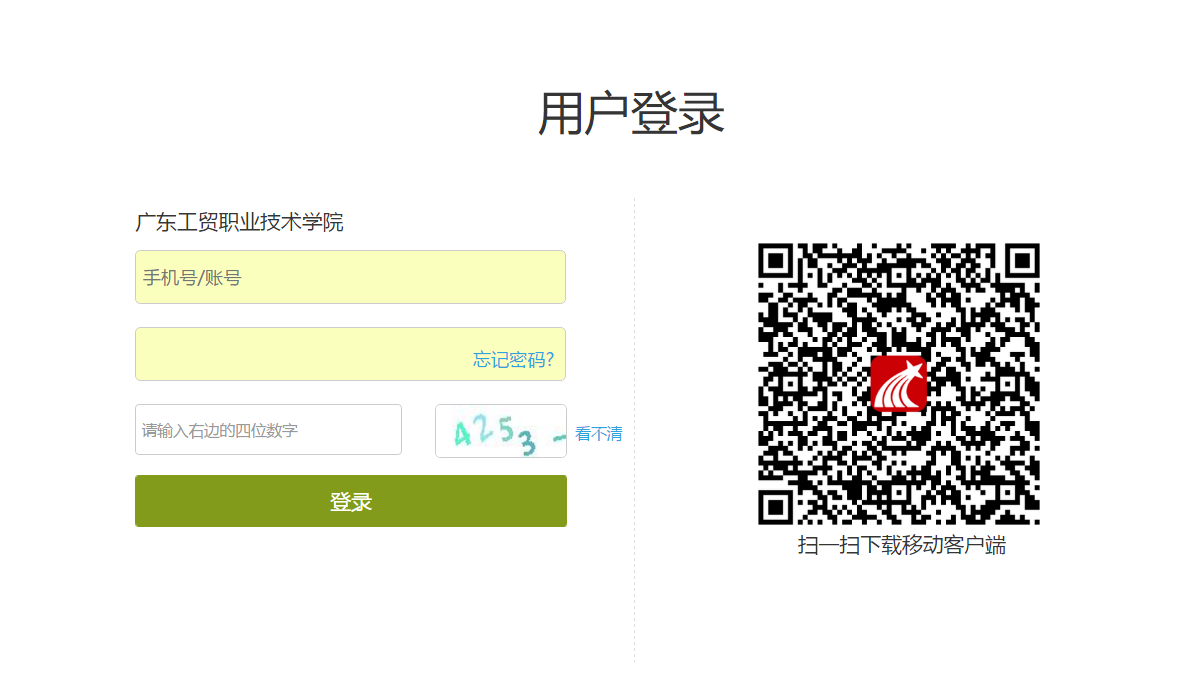 用户登录
广东工贸职业技术学院
手机号/账号
忘记密码?
请输入右边的四位数字
4253
看不清
登录
扫一扫下载移动客户端